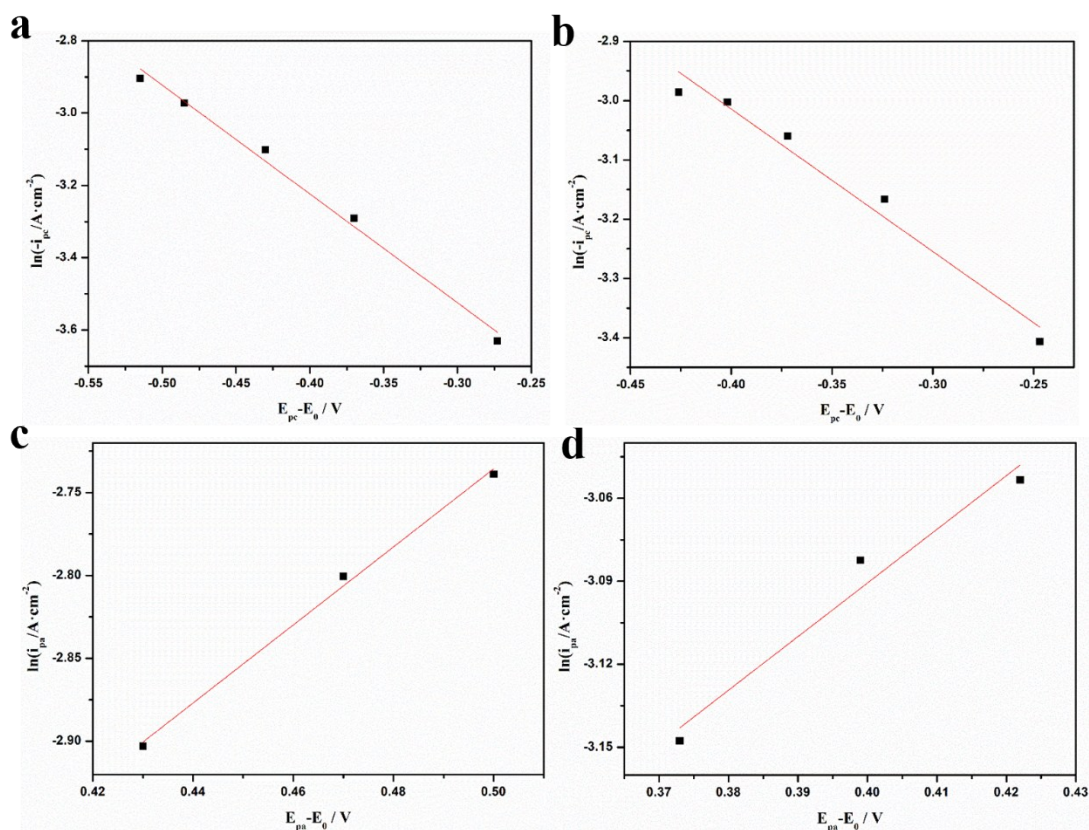 a
-2.8
-3.0
-3.2
-3.4
-3.6
ln(-i_pc/A·cm⁻²)
-0.55 -0.50 -0.45 -0.40 -0.35 -0.30 -0.25
E_pc-E_0 / V
b
-2.9
-3.0
-3.1
-3.2
-3.3
-3.4
ln(-i_pc/A·cm⁻²)
-0.45 -0.40 -0.35 -0.30 -0.25
E_pc-E_0 / V
c
-2.75
-2.80
-2.85
-2.90
ln(i_pa/A·cm⁻²)
0.42 0.44 0.46 0.48 0.50
E_pa-E_0 / V
d
-3.06
-3.09
-3.12
-3.15
ln(i_pa/A·cm⁻²)
0.37 0.38 0.39 0.40 0.41 0.42 0.43
E_pa-E_0 / V